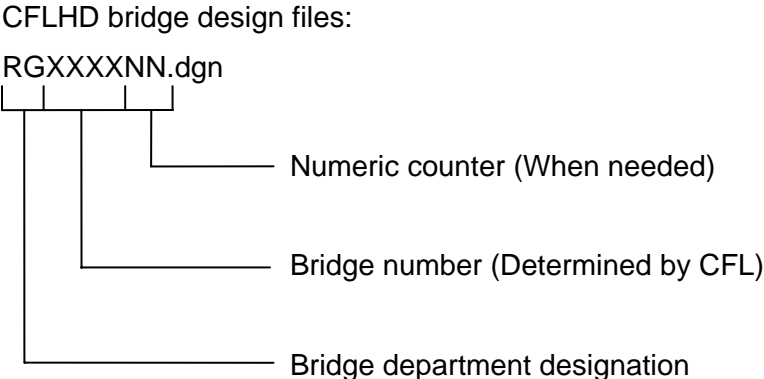 CFLHD bridge design files:
RGXXXXNN.dgn
Numeric counter (When needed)
Bridge number (Determined by CFL)
Bridge department designation